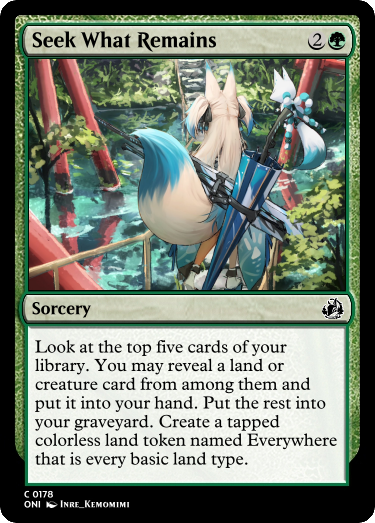 Seek What Remains 2
Sorcery
Look at the top five cards of your
library. You may reveal a land or
creature card from among them and
put it into your hand. Put the rest into
your graveyard. Create a tapped
colorless land token named Everywhere
that is every basic land type.
C 0178
ONI Inre_Kemomimi